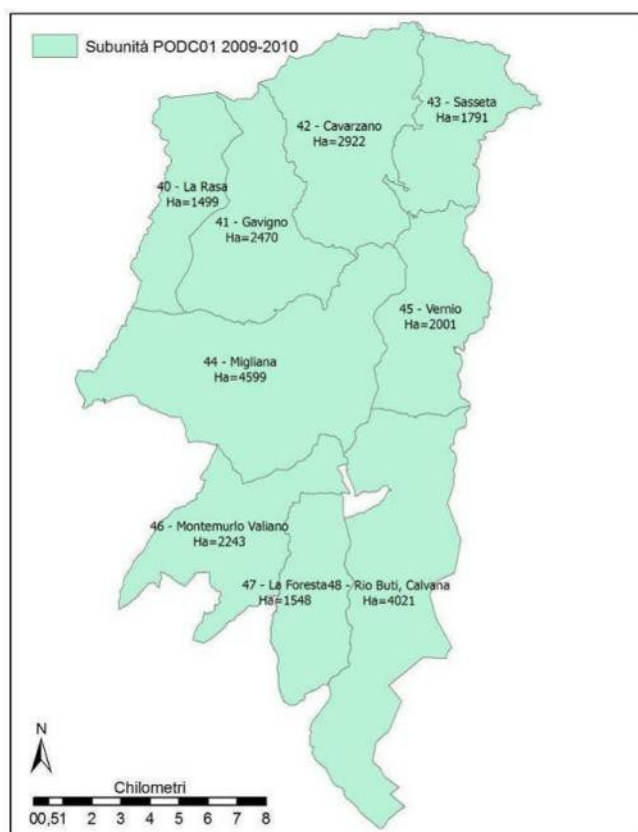 Subunità PODC01 2009-2010
43 - Sasseta
Ha=1791
42 - Cavarzano
Ha=2922
40 - La Rasa
Ha=1499
41 - Gavigno
Ha=2470
45 - Vernio
Ha=2001
44 - Migliana
Ha=4599
46 - Montemurlo Valiano
Ha=2243
47 - La Foresta
Ha=1548
48 - Rio Buti, Calvana
Ha=4021
N
Chilometri
00,51 2 3 4 5 6 7 8